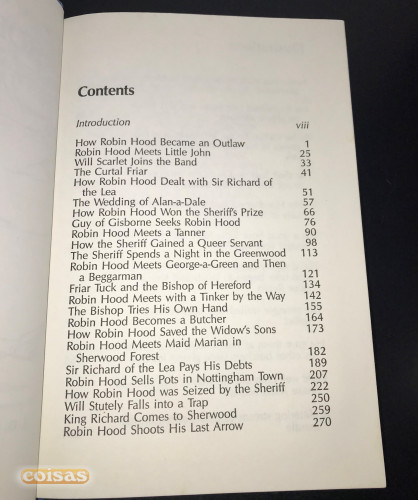 Contents
Introduction viii
How Robin Hood Became an Outlaw 1
Robin Hood Meets Little John 25
Will Scarlet Joins the Band 33
The Curtal Friar 41
How Robin Hood Dealt with Sir Richard of
the Lea 51
The Wedding of Alan-a-Dale 57
How Robin Hood Won the Sheriff's Prize 66
Guy of Gisborne Seeks Robin Hood 76
Robin Hood Meets a Tanner 90
How the Sheriff Gained a Queer Servant 98
The Sheriff Spends a Night in the Greenwood 113
Robin Hood Meets George-a-Green and Then
a Beggarman 121
Friar Tuck and the Bishop of Hereford 134
Robin Hood Meets with a Tinker by the Way 142
The Bishop Tries His Own Hand 155
Robin Hood Becomes a Butcher 164
How Robin Hood Saved the Widow's Sons 173
Robin Hood Meets Maid Marian in
Sherwood Forest 182
Sir Richard of the Lea Pays His Debts 189
Robin Hood Sells Pots in Nottingham Town 207
How Robin Hood was Seized by the Sheriff 222
Will Stutely Falls into a Trap 250
King Richard Comes to Sherwood 259
Robin Hood Shoots His Last Arrow 270
coisas